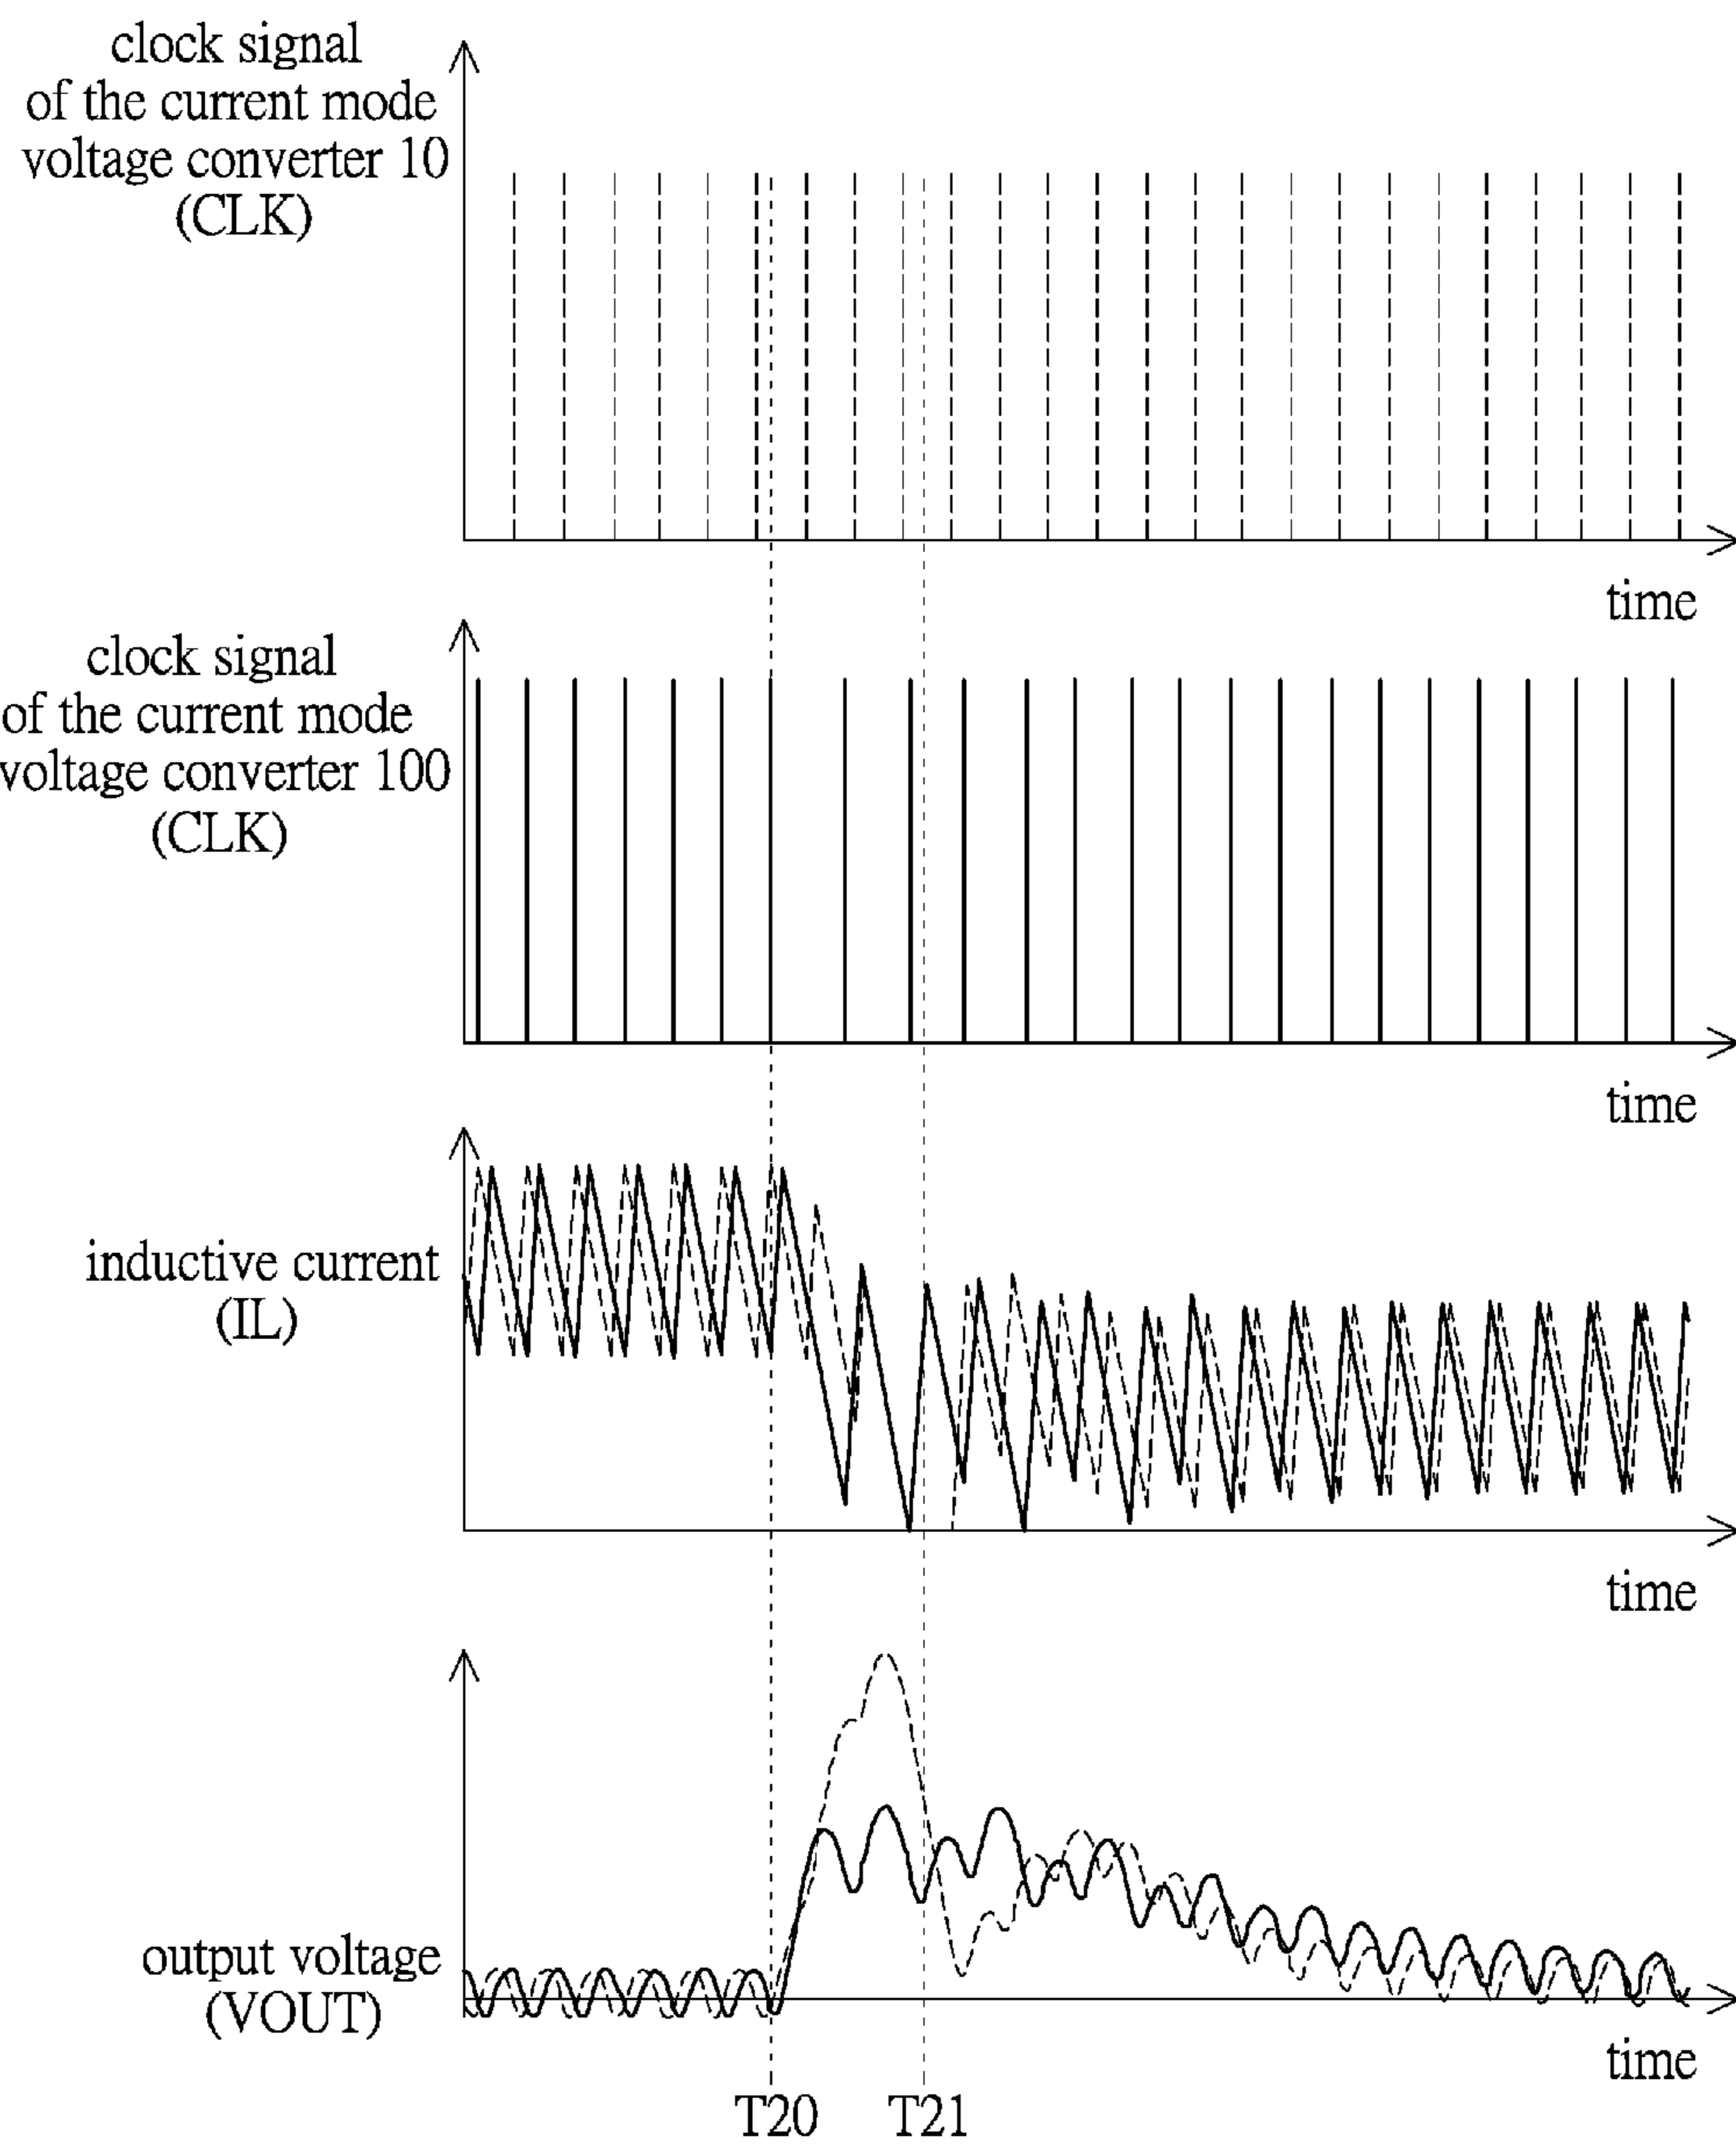 clock signal
of the current mode
voltage converter 10
(CLK)
time
clock signal
of the current mode
voltage converter 100
(CLK)
time
inductive current
(IL)
time
output voltage
(VOUT)
time
T20 T21